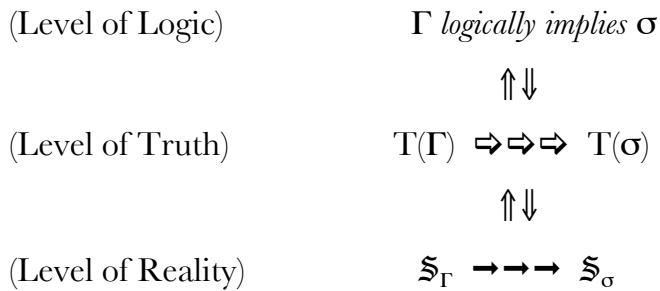 (Level of Logic) Γ logically implies σ
⇑⇓
(Level of Truth) T(Γ) ➩➩➩ T(σ)
⇑⇓
(Level of Reality) 𝕾Γ ➞➞➞ 𝕾σ